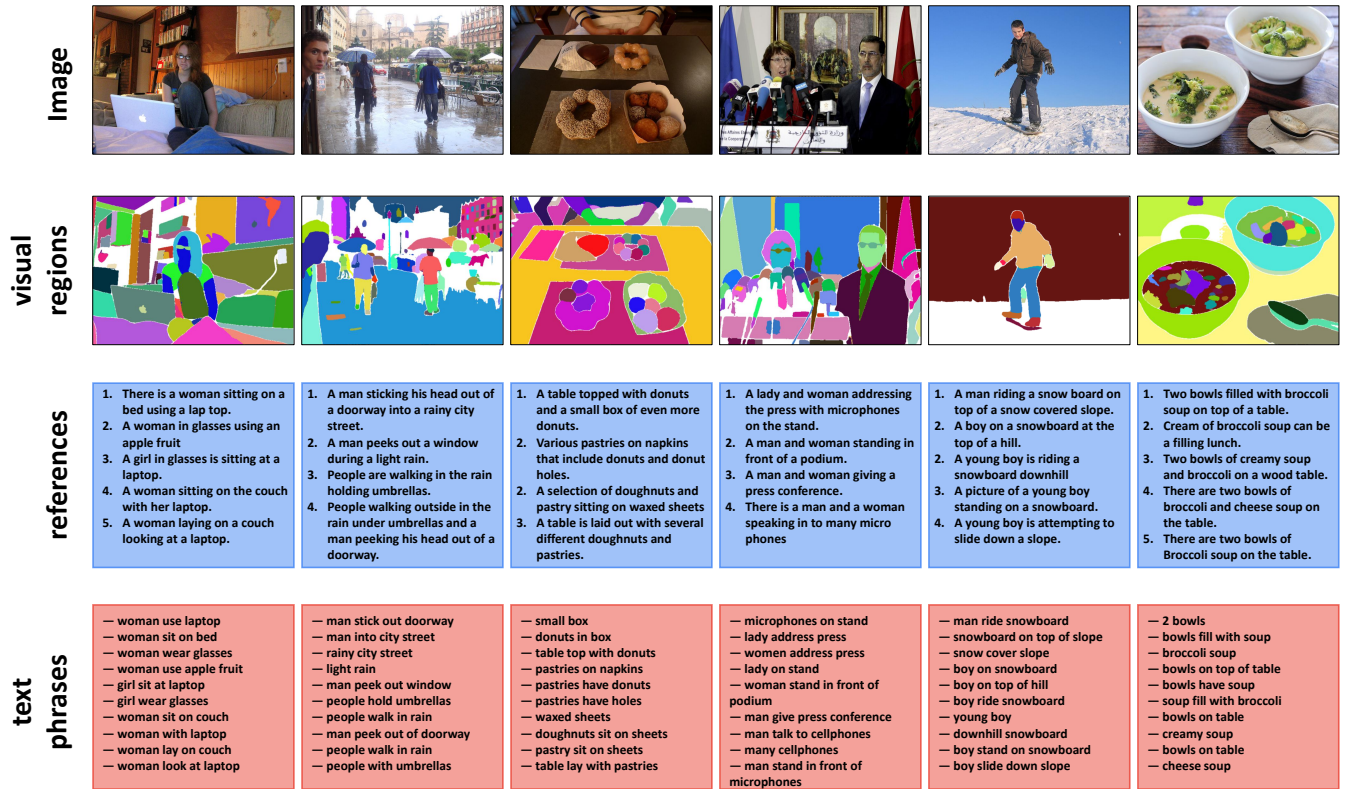 Image
visual
regions
references
1. There is a woman sitting on a
bed using a lap top.
2. A woman in glasses using an
apple fruit
3. A girl in glasses is sitting at a
laptop.
4. A woman sitting on the couch
with her laptop.
5. A woman laying on a couch
looking at a laptop.
1. A man sticking his head out of
a doorway into a rainy city
street.
2. A man peeks out a window
during a light rain.
3. People are walking in the rain
holding umbrellas.
4. People walking outside in the
rain under umbrellas and a
man peeking his head out of a
doorway.
1. A table topped with donuts
and a small box of even more
donuts.
2. Various pastries on napkins
that include donuts and donut
holes.
2. A selection of doughnuts and
pastry sitting on waxed sheets
3. A table is laid out with several
different doughnuts and
pastries.
1. A lady and woman addressing
the press with microphones
on the stand.
2. A man and woman standing in
front of a podium.
3. A man and woman giving a
press conference.
4. There is a man and a woman
speaking in to many micro
phones
1. A man riding a snow board on
top of a snow covered slope.
2. A boy on a snowboard at the
top of a hill.
2. A young boy is riding a
snowboard downhill
3. A picture of a young boy
standing on a snowboard.
4. A young boy is attempting to
slide down a slope.
1. Two bowls filled with broccoli
soup on top of a table.
2. Cream of broccoli soup can be
a filling lunch.
3. Two bowls of creamy soup
and broccoli on a wood table.
4. There are two bowls of
broccoli and cheese soup on
the table.
5. There are two bowls of
Broccoli soup on the table.
text
phrases
— woman use laptop
— woman sit on bed
— woman wear glasses
— woman use apple fruit
— girl sit at laptop
— girl wear glasses
— woman sit on couch
— woman with laptop
— woman lay on couch
— woman look at laptop
— man stick out doorway
— man into city street
— rainy city street
— light rain
— man peek out window
— people hold umbrellas
— people walk in rain
— man peek out of doorway
— people walk in rain
— people with umbrellas
— small box
— donuts in box
— table top with donuts
— pastries on napkins
— pastries have donuts
— pastries have holes
— waxed sheets
— doughnuts sit on sheets
— pastry sit on sheets
— table lay with pastries
— microphones on stand
— lady address press
— women address press
— lady on stand
— woman stand in front of
podium
— man give press conference
— man talk to cellphones
— many cellphones
— man stand in front of
microphones
— man ride snowboard
— snowboard on top of slope
— snow cover slope
— boy on snowboard
— boy on top of hill
— boy ride snowboard
— young boy
— downhill snowboard
— boy stand on snowboard
— boy slide down slope
— 2 bowls
— bowls fill with soup
— broccoli soup
— bowls on top of table
— bowls have soup
— soup fill with broccoli
— bowls on table
— creamy soup
— bowls on table
— cheese soup